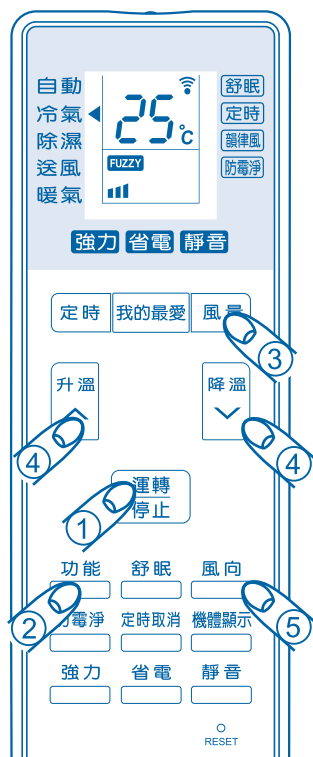 自動
舒眠
冷氣 25°C 定時
除濕 韻律風
送風 FUZZY 防霉淨
暖氣
強力 省電 靜音
定時 我的最愛 風量
③
升溫 降溫
④ ④
運轉
停止
①
功能 舒眠 風向
② ⑤
防霉淨 定時取消 機體顯示
強力 省電 靜音
RESET